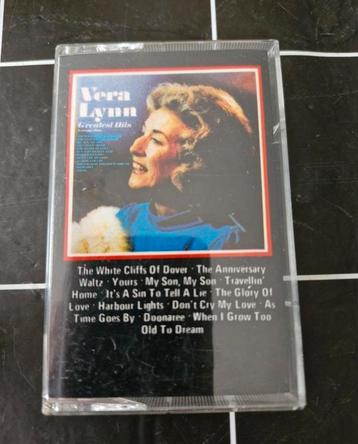 Vera
Lynn
Greatest Hits
The White Cliffs Of Dover · The Anniversary
Waltz · Yours · My Son, My Son · Travellin'
Home · It's A Sin To Tell A Lie · The Glory Of
Love · Harbour Lights · Don't Cry My Love · As
Time Goes By · Doonaree · When I Grow Too
Old To Dream